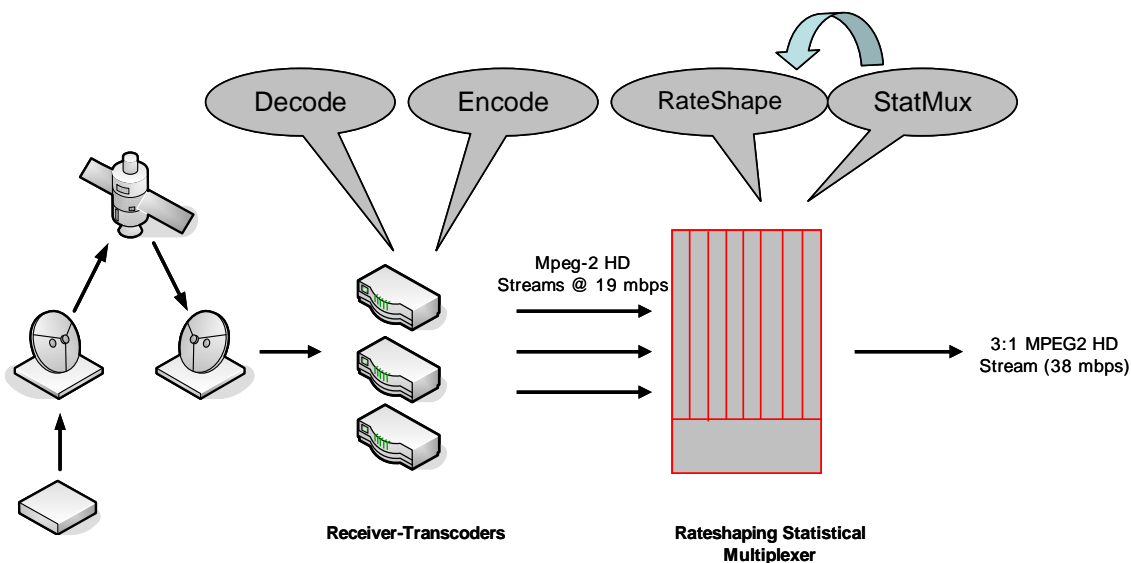 Decode
Encode
RateShape
StatMux
Mpeg-2 HD
Streams @ 19 mbps
3:1 MPEG2 HD
Stream (38 mbps)
Receiver-Transcoders
Rateshaping Statistical
Multiplexer